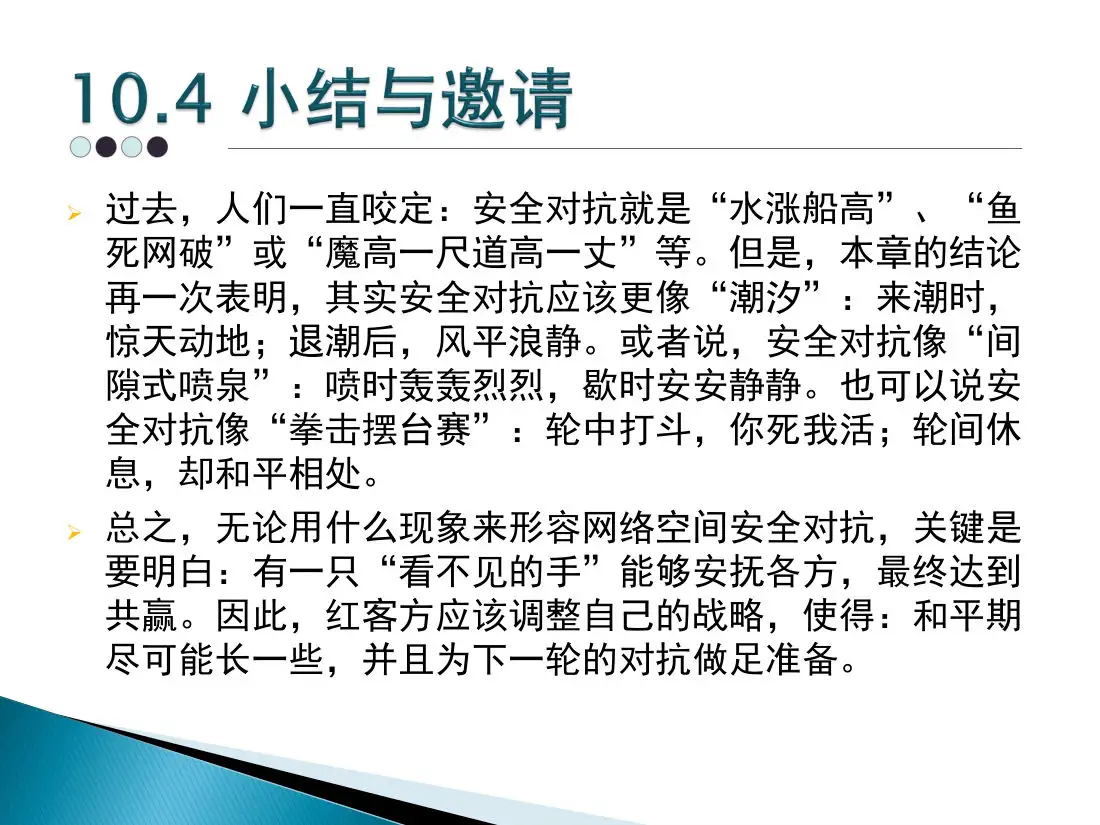 10.4 小结与邀请
过去，人们一直咬定：安全对抗就是“水涨船高”、“鱼
死网破”或“魔高一尺道高一丈”等。但是，本章的结论
再一次表明，其实安全对抗应该更像“潮汐”：来潮时，
惊天动地；退潮后，风平浪静。或者说，安全对抗像“间
隙式喷泉”：喷时轰轰烈烈，歇时安安静静。也可以说安
全对抗像“拳击摆台赛”：轮中打斗，你死我活；轮间休
息，却和平相处。
总之，无论用什么现象来形容网络空间安全对抗，关键是
要明白：有一只“看不见的手”能够安抚各方，最终达到
共赢。因此，红客方应该调整自己的战略，使得：和平期
尽可能长一些，并且为下一轮的对抗做足准备。